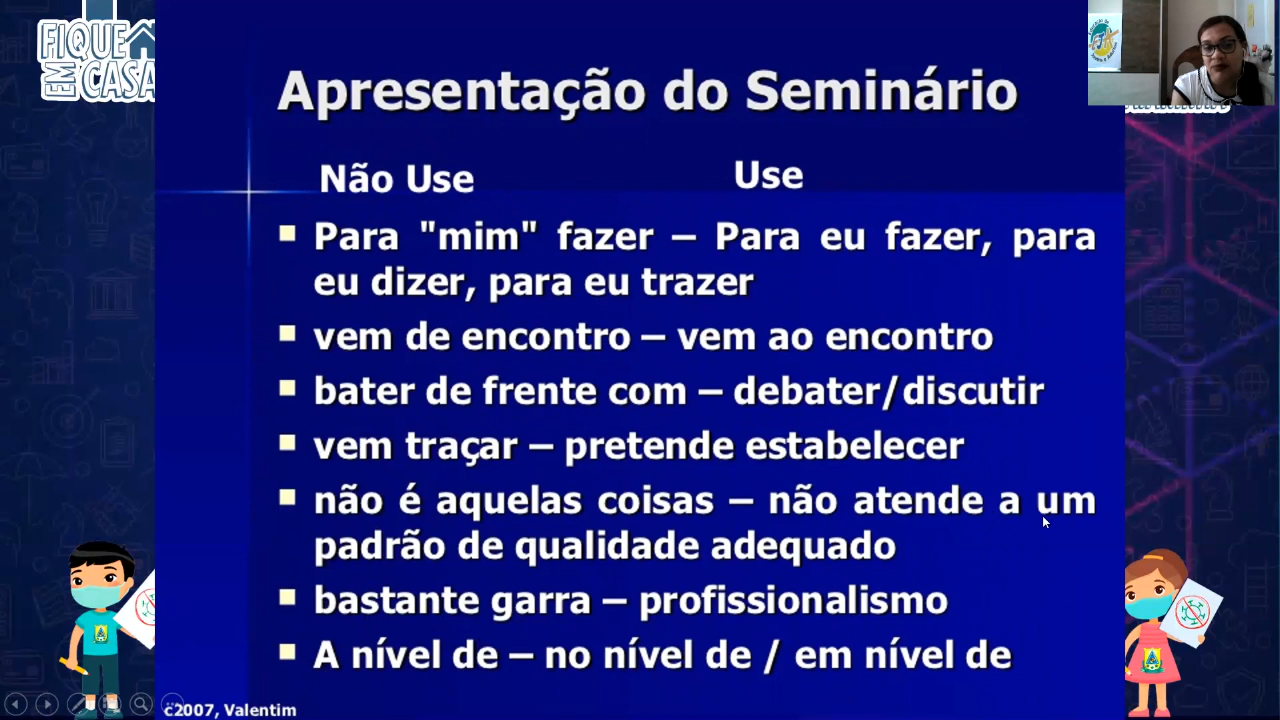 FIQUE
EM CASA
Apresentação do Seminário
Não Use
Use
Para "mim" fazer – Para eu fazer, para
eu dizer, para eu trazer
vem de encontro – vem ao encontro
bater de frente com – debater/discutir
vem traçar – pretende estabelecer
não é aquelas coisas – não atende a um
padrão de qualidade adequado
bastante garra – profissionalismo
A nível de – no nível de / em nível de
c2007, Valentim